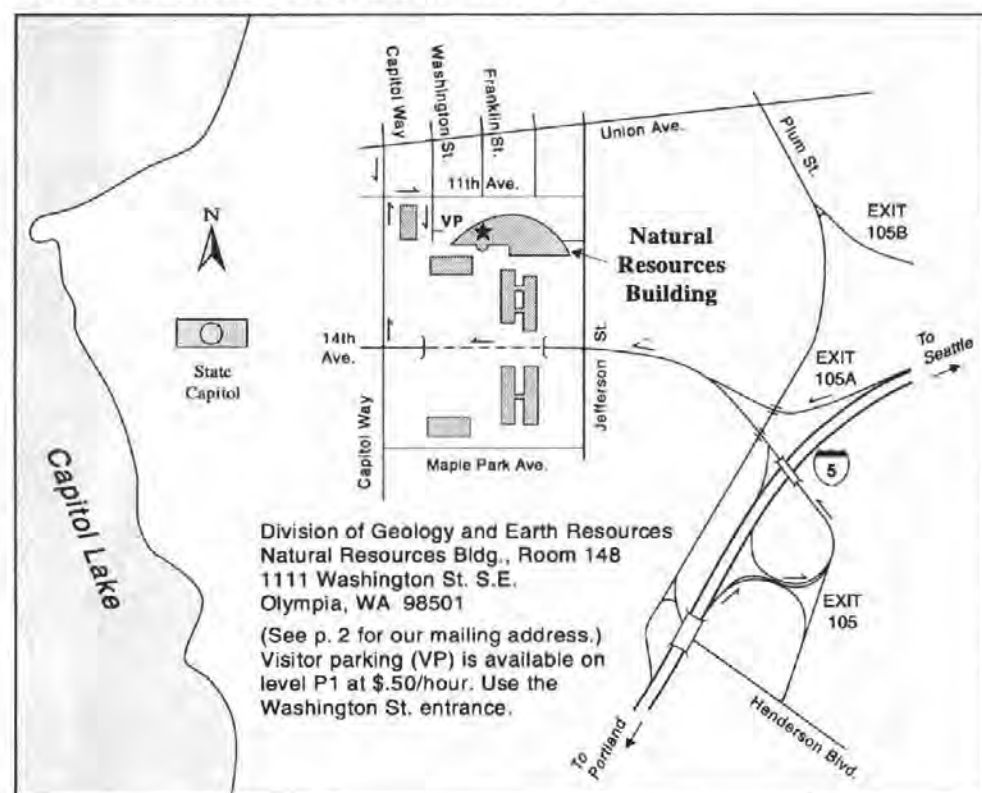 Capitol Way
Washington
St.
Franklin St.
Union Ave.
Plum St.
11th Ave.
EXIT
105B
VP
N
Natural
Resources
Building
14th
Ave.
State
Capitol
St.
Jefferson
EXIT
105A
To
Seattle
Capitol Way
Maple Park Ave.
5
Capitol Lake
Division of Geology and Earth Resources
Natural Resources Bldg., Room 148
1111 Washington St. S.E.
Olympia, WA 98501
(See p. 2 for our mailing address.)
Visitor parking (VP) is available on
level P1 at $.50/hour. Use the
Washington St. entrance.
EXIT
105
Henderson Blvd.
To
Portland